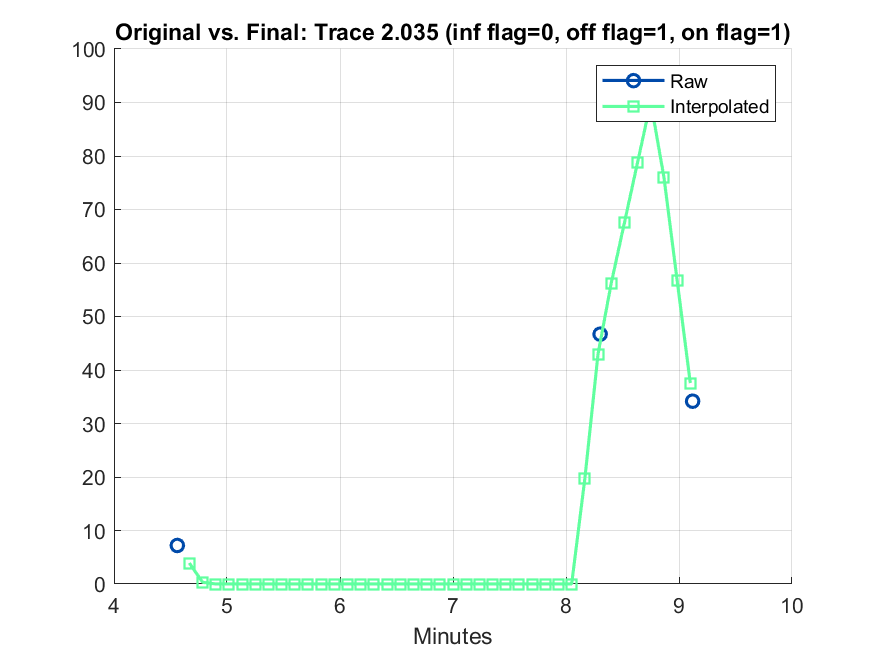 Original vs. Final: Trace 2.035 (inf flag=0, off flag=1, on flag=1)
100
90
80
70
60
50
40
30
20
10
0
Raw
Interpolated
4 5 6 7 8 9 10
Minutes